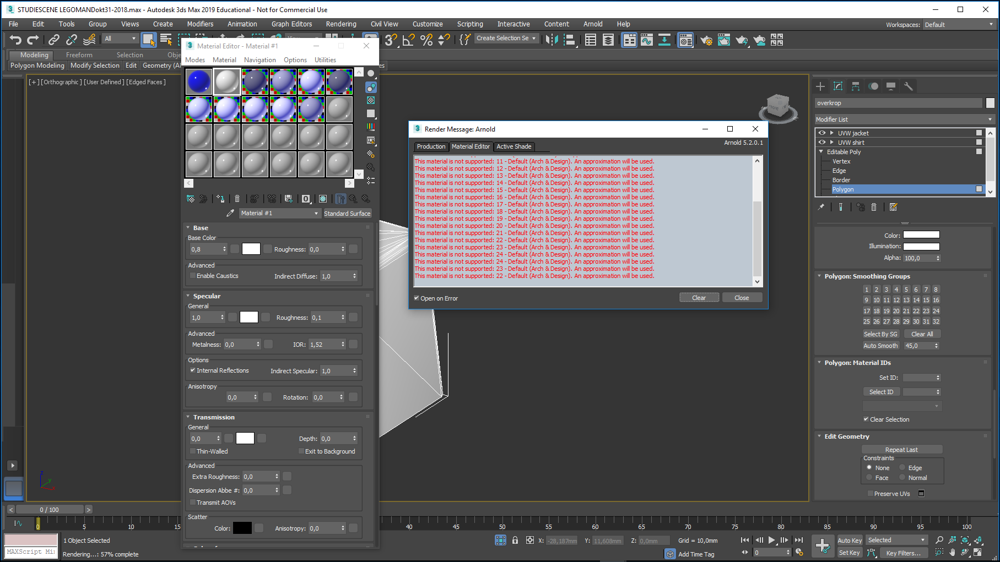 STUDIESCENE LEGOMANDokt31-2018.max - Autodesk 3ds Max 2019 Educational - Not for Commercial Use
File Edit Tools Group Views Create Modifiers Animation Graph Editors Rendering Civil View Customize Scripting Interactive Content Arnold Help
Workspaces: Default
All
Create Selection Se
Modeling Freeform Selection
Polygon Modeling Modify Selection Edit
[+] [Orthographic] [User Defined] [Edged Faces]
Material Editor - Material #1
Modes Material Navigation Options Utilities
Material #1 Standard Surface
Base
Base Color
0,8 Roughness: 0,0
Advanced
Enable Caustics Indirect Diffuse: 1,0
Specular
General
1,0 Roughness: 0,1
Advanced
Metalness: 0,0 IOR: 1,52
Options
Internal Reflections Indirect Specular: 1,0
Anisotropy
0,0 Rotation: 0,0
Transmission
General
0,0 Depth: 0,0
Thin-Walled Exit to Background
Advanced
Extra Roughness: 0,0
Dispersion Abbe #: 0,0
Transmit AOVs
Scatter
Color: Anisotropy: 0,0
Render Message: Arnold
Arnold 5.2.0.1
Production Material Editor Active Shade
This material is not supported: 11 - Default (Arch & Design). An approximation will be used.
This material is not supported: 12 - Default (Arch & Design). An approximation will be used.
This material is not supported: 13 - Default (Arch & Design). An approximation will be used.
This material is not supported: 14 - Default (Arch & Design). An approximation will be used.
This material is not supported: 15 - Default (Arch & Design). An approximation will be used.
This material is not supported: 16 - Default (Arch & Design). An approximation will be used.
This material is not supported: 17 - Default (Arch & Design). An approximation will be used.
This material is not supported: 18 - Default (Arch & Design). An approximation will be used.
This material is not supported: 19 - Default (Arch & Design). An approximation will be used.
This material is not supported: 20 - Default (Arch & Design). An approximation will be used.
This material is not supported: 21 - Default (Arch & Design). An approximation will be used.
This material is not supported: 22 - Default (Arch & Design). An approximation will be used.
This material is not supported: 23 - Default (Arch & Design). An approximation will be used.
This material is not supported: 24 - Default (Arch & Design). An approximation will be used.
This material is not supported: 24 - Default (Arch & Design). An approximation will be used.
This material is not supported: 23 - Default (Arch & Design). An approximation will be used.
This material is not supported: 22 - Default (Arch & Design). An approximation will be used.
Open on Error Clear Close
overkrop
Modifier List
UVW jacket
UVW shirt
Editable Poly
Vertex
Edge
Border
Polygon
Color:
Illumination:
Alpha: 100,0
Polygon: Smoothing Groups
1 2 3 4 5 6 7 8
9 10 11 12 13 14 15 16
17 18 19 20 21 22 23 24
25 26 27 28 29 30 31 32
Select By SG Clear All
Auto Smooth 45,0
Polygon: Material IDs
Set ID:
Select ID
Clear Selection
Edit Geometry
Repeat Last
Constraints
None Edge
Face Normal
Preserve UVs
z
y
0 / 100
0 5 10 15 40 45 50 55 60 65 70 75 80 85 90 95 100
1 Object Selected
MAXScript Mi
Rendering...: 57% complete
X: -28,187mm Y: 11,608mm Z: 0,0mm Grid = 10,0mm
Add Time Tag
0
Auto Key Selected
Set Key Key Filters...